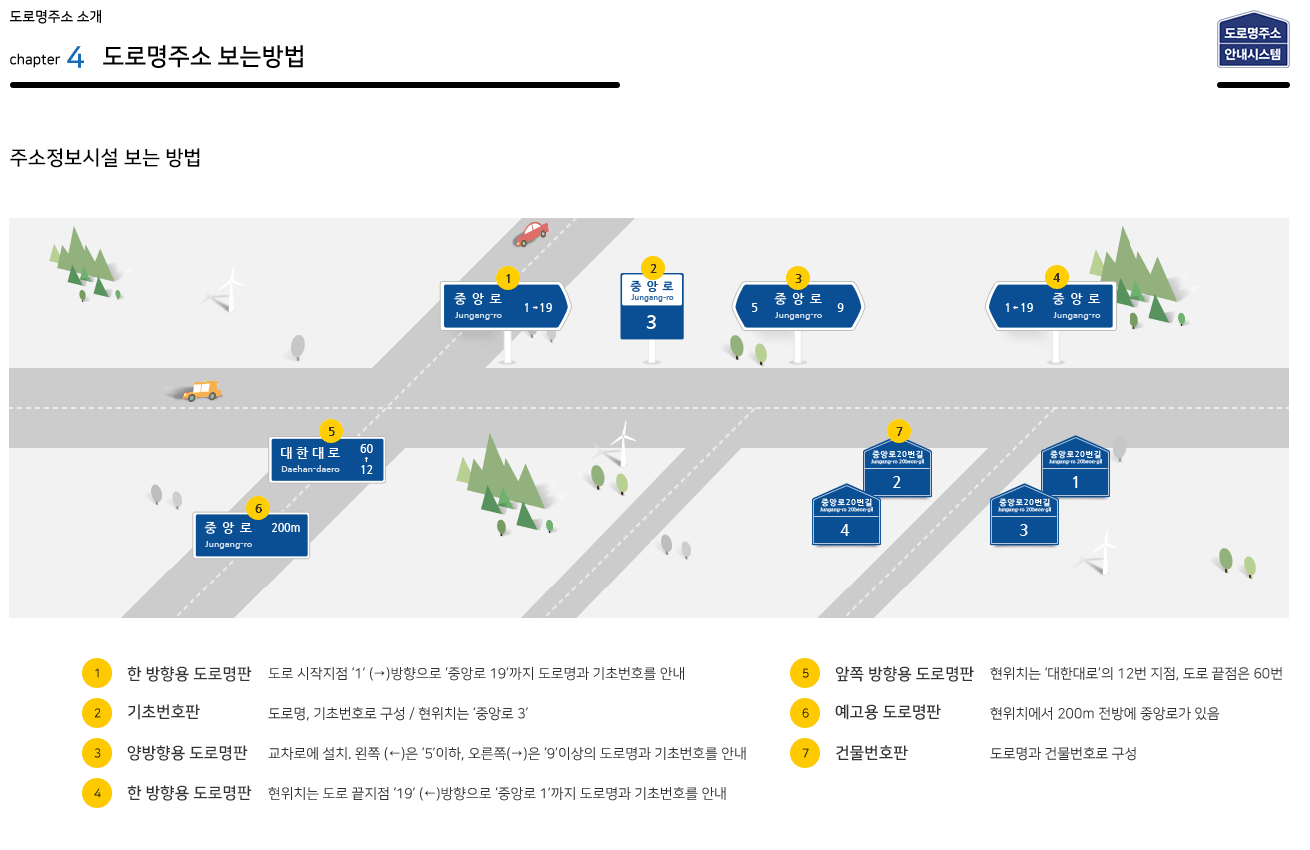 도로명주소 소개
chapter 4 도로명주소 보는방법
도로명주소
안내시스템
주소정보시설 보는 방법
1
중앙로 1→19
Jungang-ro
2
중앙로
Jungang-ro
3
3
5 중앙로 9
Jungang-ro
4
1←19 중앙로
Jungang-ro
5
대한대로 60
↑
Daehan-daero 12
6
중앙로 200m
Jungang-ro
7
중앙로20번길
Jungang-ro 20beon-gil
2
중앙로20번길
Jungang-ro 20beon-gil
4
중앙로20번길
Jungang-ro 20beon-gil
1
중앙로20번길
Jungang-ro 20beon-gil
3
1 한 방향용 도로명판 도로 시작지점 ‘1’ (→)방향으로 ‘중앙로 19’까지 도로명과 기초번호를 안내
2 기초번호판 도로명, 기초번호로 구성 / 현위치는 ‘중앙로 3’
3 양방향용 도로명판 교차로에 설치. 왼쪽 (←)은 ‘5’이하, 오른쪽(→)은 ‘9’이상의 도로명과 기초번호를 안내
4 한 방향용 도로명판 현위치는 도로 끝지점 ‘19’ (←)방향으로 ‘중앙로 1’까지 도로명과 기초번호를 안내
5 앞쪽 방향용 도로명판 현위치는 ‘대한대로’의 12번 지점, 도로 끝점은 60번
6 예고용 도로명판 현위치에서 200m 전방에 중앙로가 있음
7 건물번호판 도로명과 건물번호로 구성